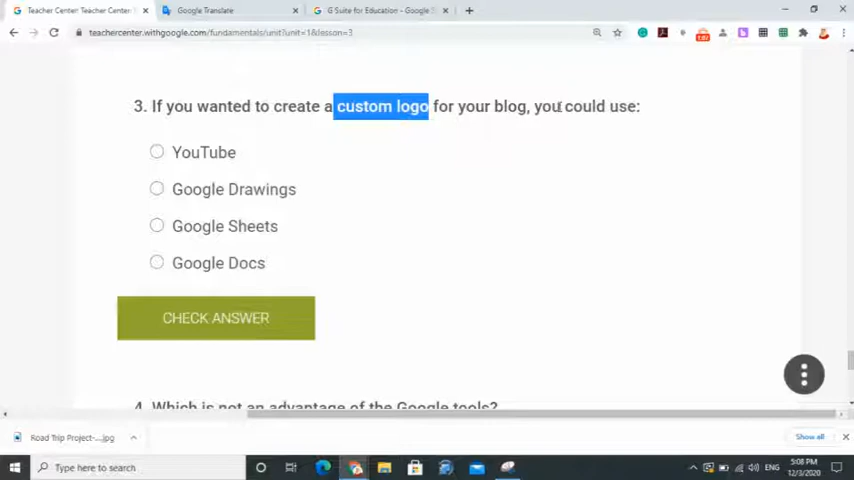 Teacher Center: Teacher Center:
Google Translate
G Suite for Education - Google S
teachercenter.withgoogle.com/fundamentals/unit?unit=1&lesson=3
3. If you wanted to create a custom logo for your blog, you could use:
YouTube
Google Drawings
Google Sheets
Google Docs
CHECK ANSWER
4. Which is not an advantage of the Google tools?
Road Trip Project-....jpg
Show all
Type here to search
ENG
5:08 PM
12/3/2020